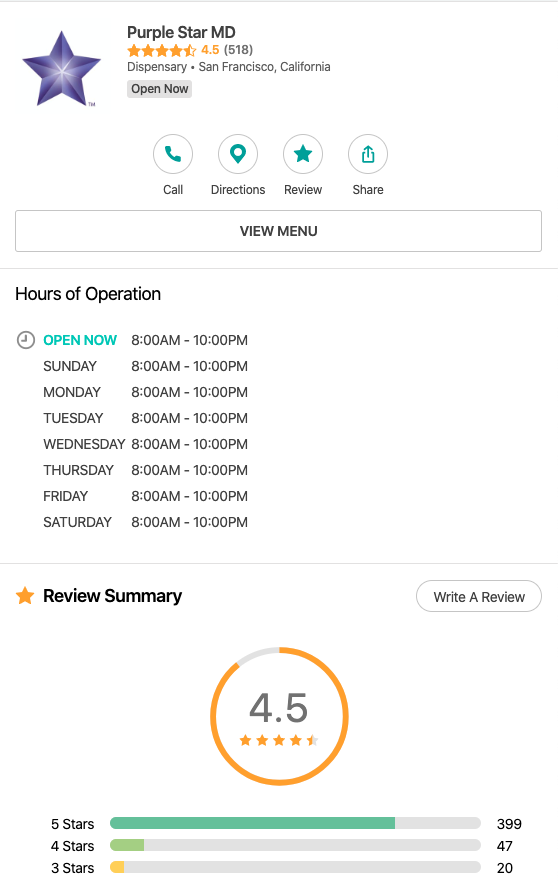 Purple Star MD
4.5 (518)
Dispensary • San Francisco, California
Open Now
TM
Call Directions Review Share
VIEW MENU
Hours of Operation
OPEN NOW 8:00AM - 10:00PM
SUNDAY 8:00AM - 10:00PM
MONDAY 8:00AM - 10:00PM
TUESDAY 8:00AM - 10:00PM
WEDNESDAY 8:00AM - 10:00PM
THURSDAY 8:00AM - 10:00PM
FRIDAY 8:00AM - 10:00PM
SATURDAY 8:00AM - 10:00PM
Review Summary Write A Review
4.5
5 Stars 399
4 Stars 47
3 Stars 20